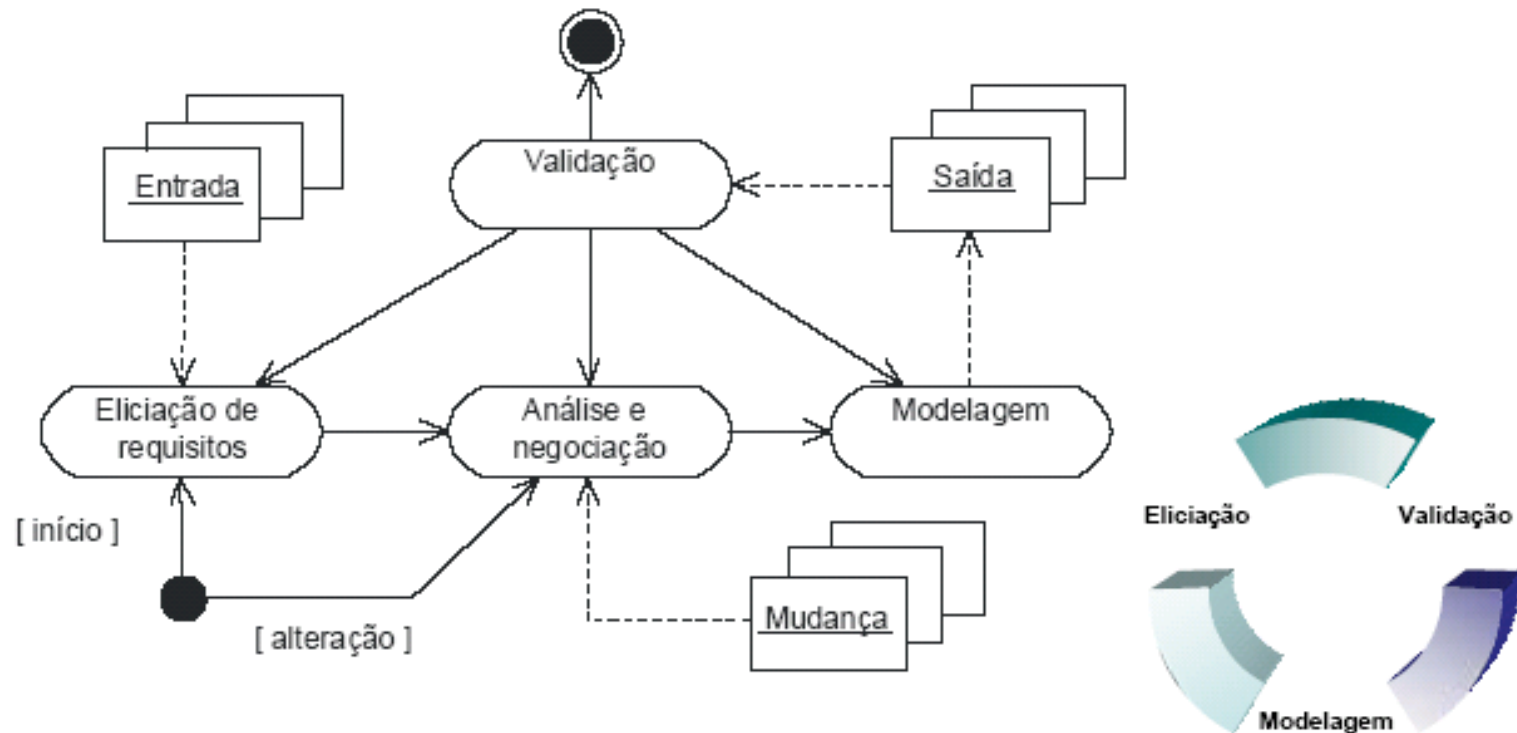 Validação
Entrada
Saída
Eliciação de
requisitos
Análise e
negociação
Modelagem
[ início ]
[ alteração ]
Mudança
Eliciação
Validação
Modelagem